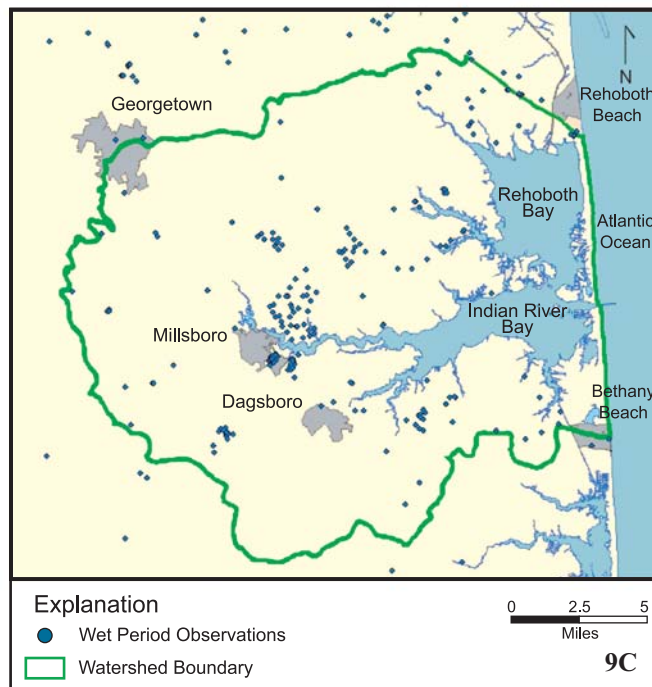 Georgetown
N
Rehoboth
Beach
Rehoboth
Bay
Atlantic
Ocean
Indian River
Bay
Millsboro
Dagsboro
Bethany
Beach
Explanation
Wet Period Observations
Watershed Boundary
0 2.5 5
Miles
9C